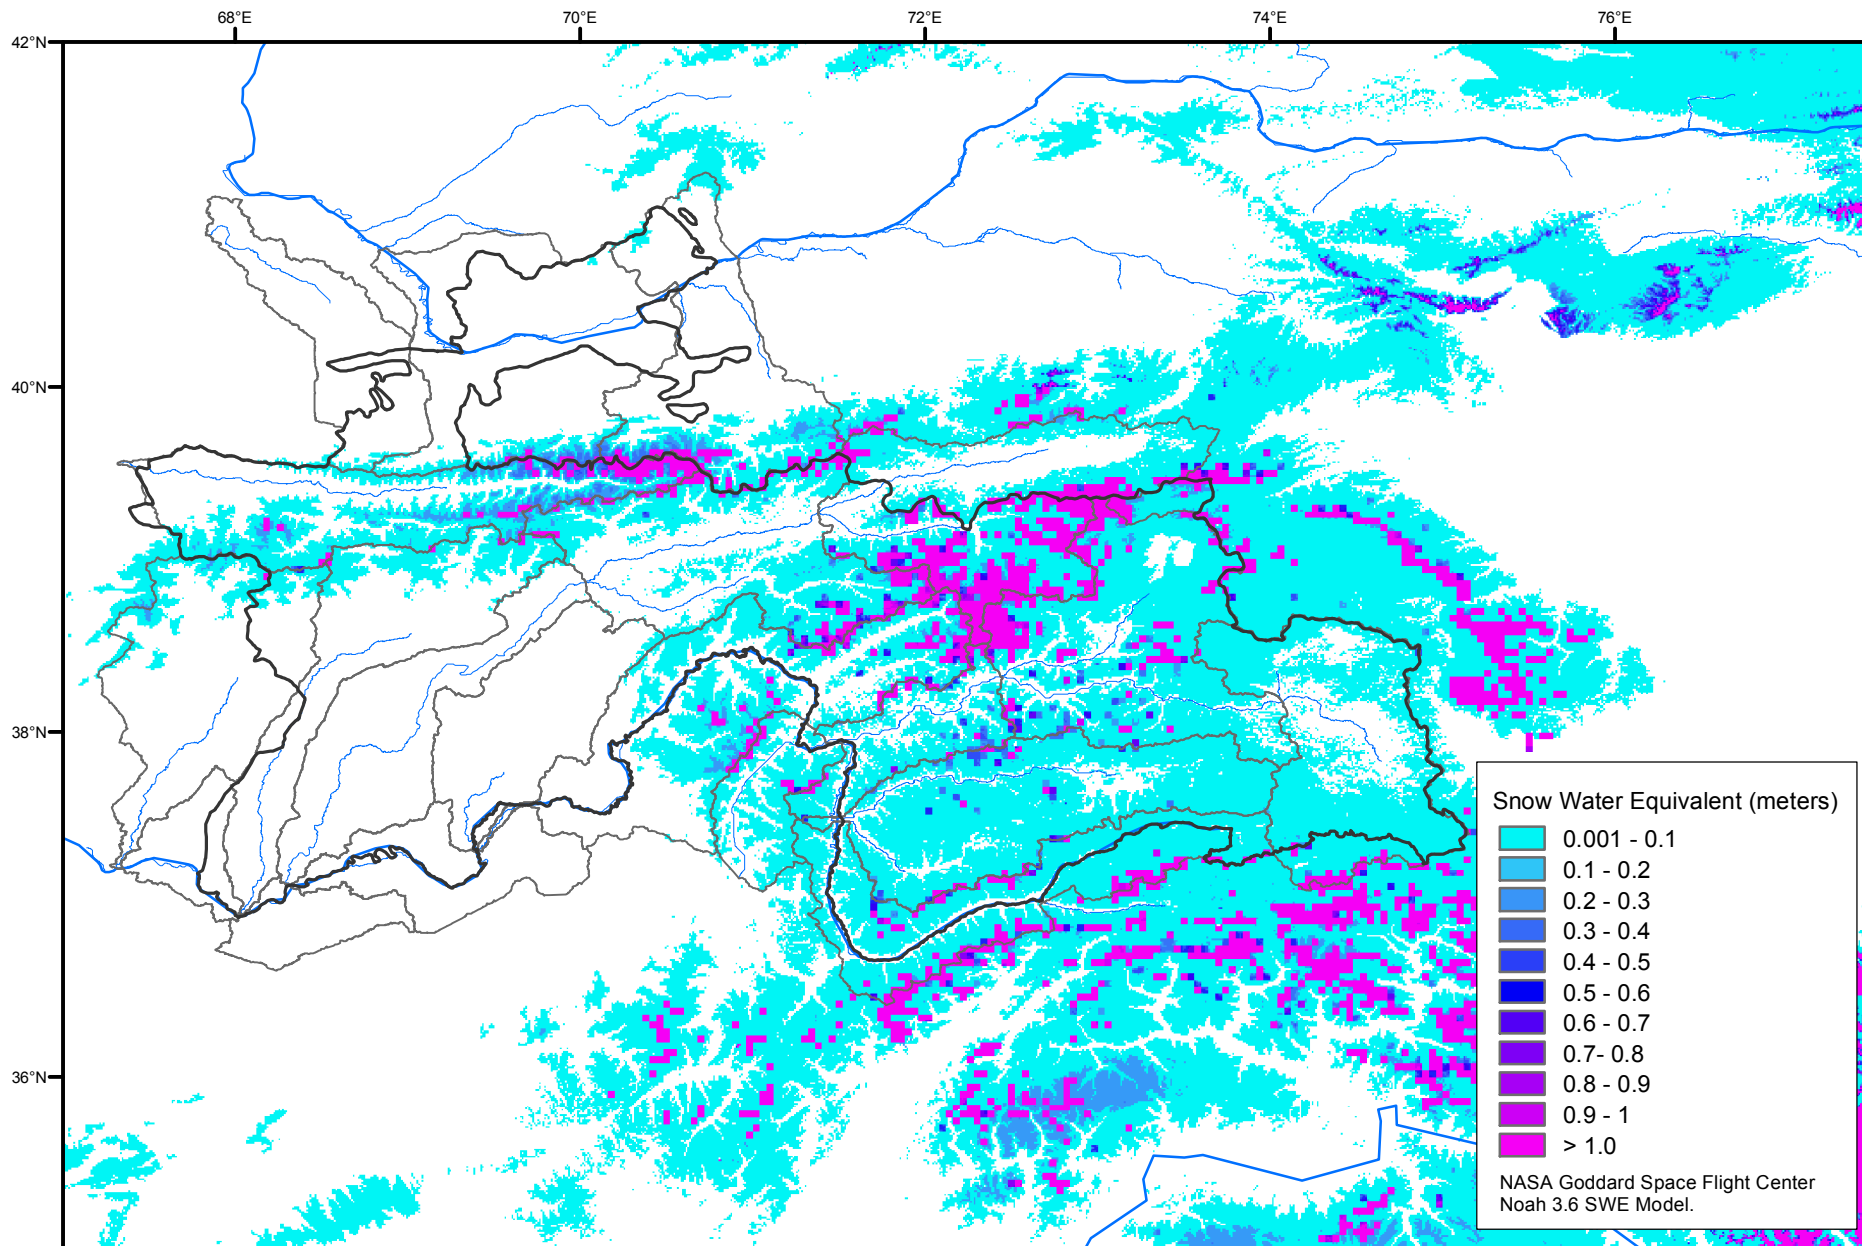 68°E
70°E
72°E
74°E
76°E
42°N
40°N
38°N
36°N
Snow Water Equivalent (meters)
0.001 - 0.1
0.1 - 0.2
0.2 - 0.3
0.3 - 0.4
0.4 - 0.5
0.5 - 0.6
0.6 - 0.7
0.7- 0.8
0.8 - 0.9
0.9 - 1
> 1.0
NASA Goddard Space Flight Center
Noah 3.6 SWE Model.